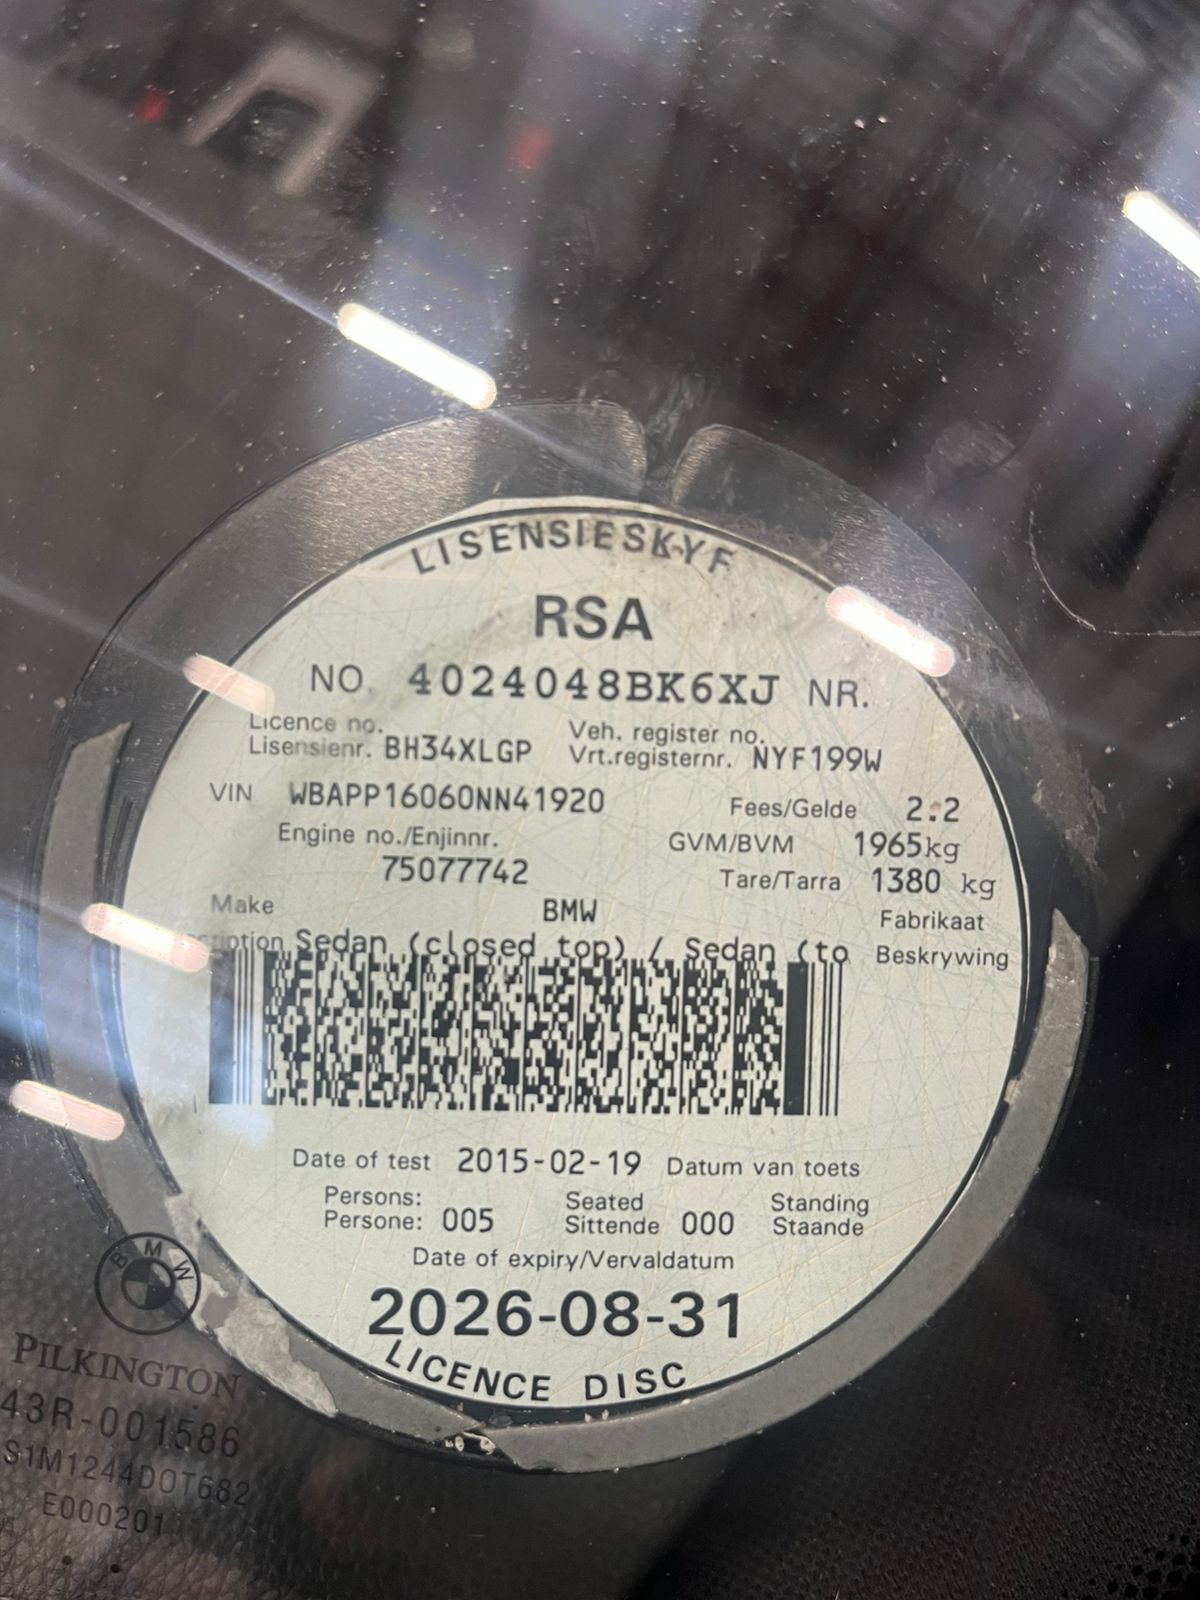 LISENSIESKYF
RSA
NO. 4024048BK6XJ NR.
Licence no.
Lisensienr. BH34XLGP
Veh. register no.
Vrt.registernr. NYF199W
VIN WBAPP16060NN41920
Fees/Gelde 2.2
Engine no./Enjinnr.
75077742
GVM/BVM 1965kg
Tare/Tarra 1380 kg
Make BMW Fabrikaat
Sedan (closed top) / Sedan (to Beskrywing
Date of test 2015-02-19 Datum van toets
Persons: Seated Standing
Persone: 005 Sittende 000 Staande
Date of expiry/Vervaldatum
2026-08-31
LICENCE DISC
BMW
PILKINGTON
43R-001586
S1M1244DOT682